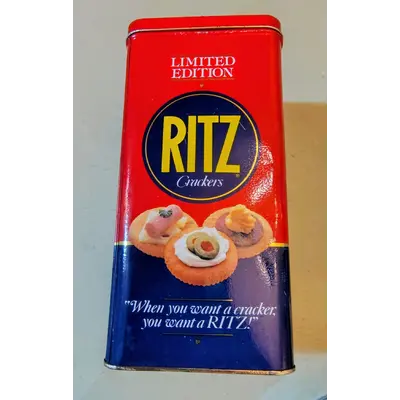 LIMITED
EDITION
RITZ
Crackers
"When you want a cracker,
you want a RITZ!"